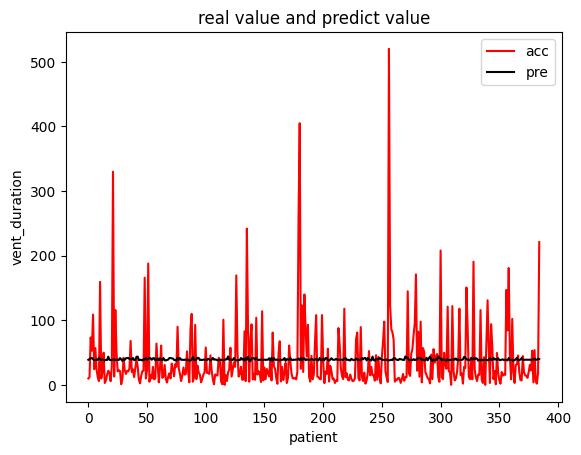 real value and predict value
acc
pre
vent_duration
500
400
300
200
100
0
0 50 100 150 200 250 300 350 400
patient